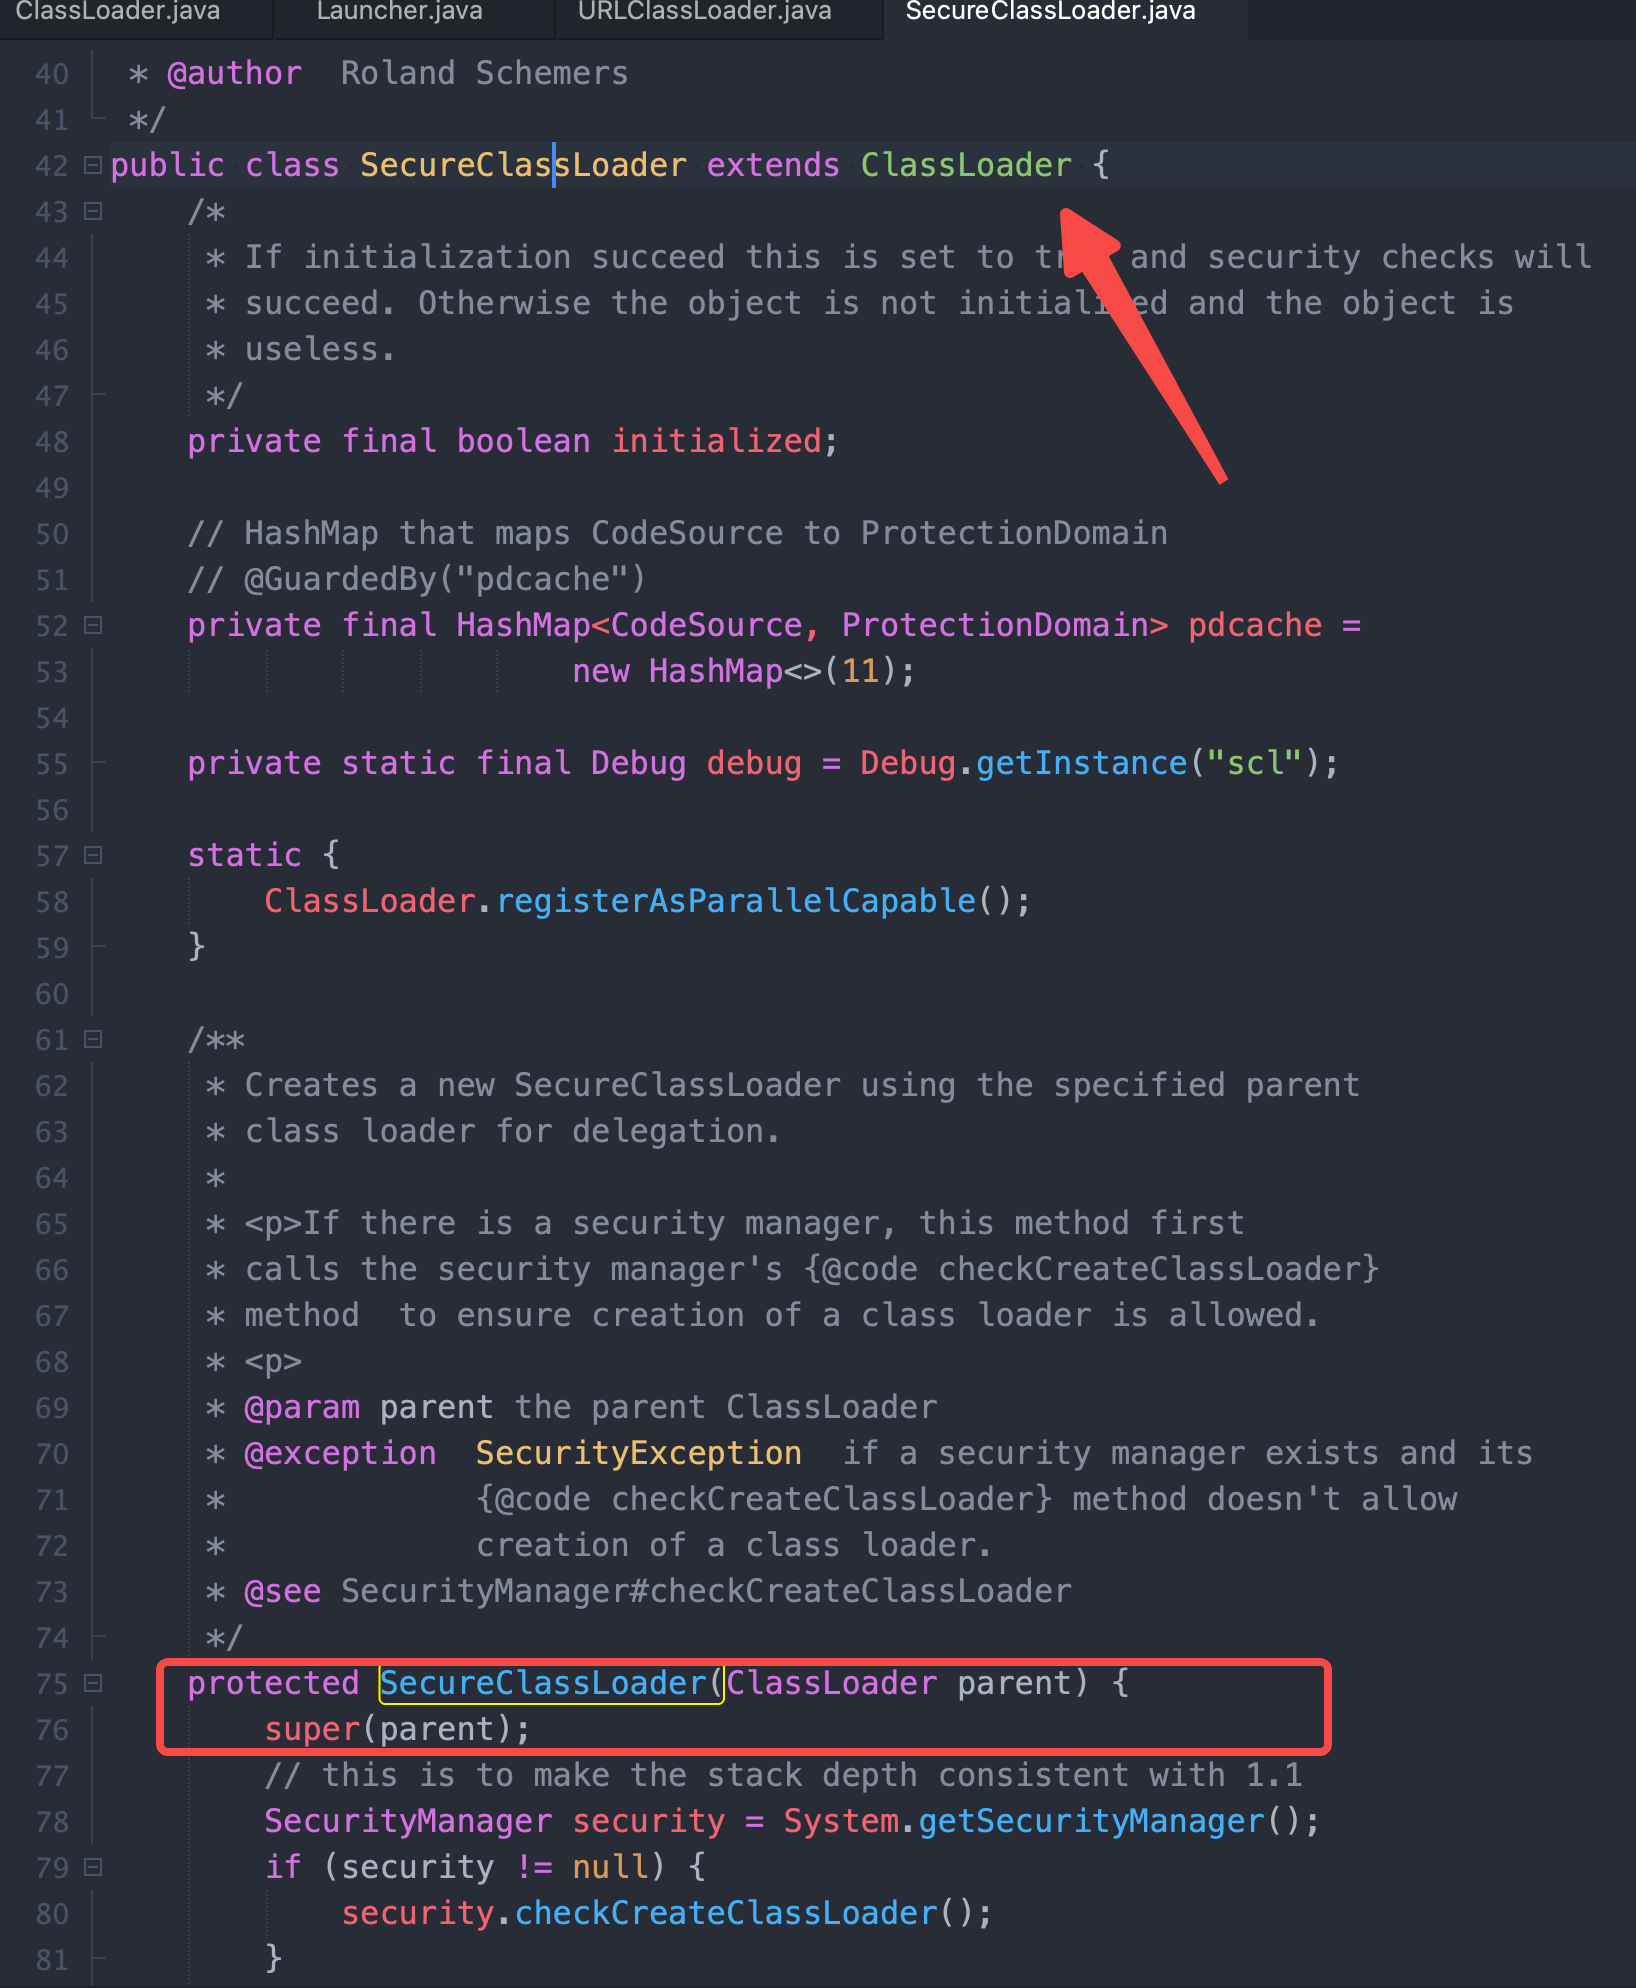 ClassLoader.java Launcher.java URLClassLoader.java SecureClassLoader.java
40 * @author  Roland Schemers
41 */
42 public class SecureClassLoader extends ClassLoader {
43     /*
44      * If initialization succeed this is set to tr and security checks will
45      * succeed. Otherwise the object is not initialized and the object is
46      * useless.
47      */
48     private final boolean initialized;
49
50     // HashMap that maps CodeSource to ProtectionDomain
51     // @GuardedBy("pdcache")
52     private final HashMap<CodeSource, ProtectionDomain> pdcache =
53                         new HashMap<>(11);
54
55     private static final Debug debug = Debug.getInstance("scl");
56
57     static {
58         ClassLoader.registerAsParallelCapable();
59     }
60
61     /**
62      * Creates a new SecureClassLoader using the specified parent
63      * class loader for delegation.
64      *
65      * <p>If there is a security manager, this method first
66      * calls the security manager's {@code checkCreateClassLoader}
67      * method  to ensure creation of a class loader is allowed.
68      * <p>
69      * @param parent the parent ClassLoader
70      * @exception  SecurityException  if a security manager exists and its
71      *             {@code checkCreateClassLoader} method doesn't allow
72      *             creation of a class loader.
73      * @see SecurityManager#checkCreateClassLoader
74      */
75     protected SecureClassLoader(ClassLoader parent) {
76         super(parent);
77         // this is to make the stack depth consistent with 1.1
78         SecurityManager security = System.getSecurityManager();
79         if (security != null) {
80             security.checkCreateClassLoader();
81         }